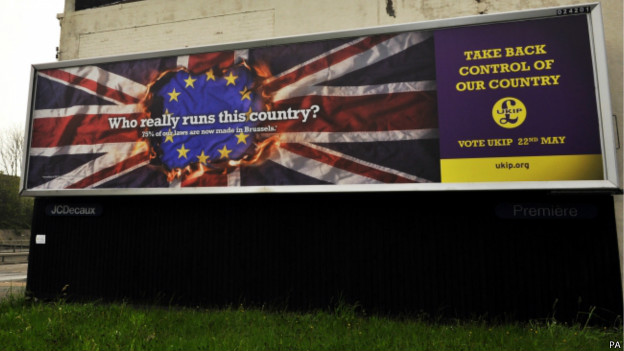 Who really runs this country?
75% of our laws are now made in Brussels.
TAKE BACK
CONTROL OF
OUR COUNTRY
UKIP
VOTE UKIP 22ND MAY
ukip.org
JCDecaux
Première
PA